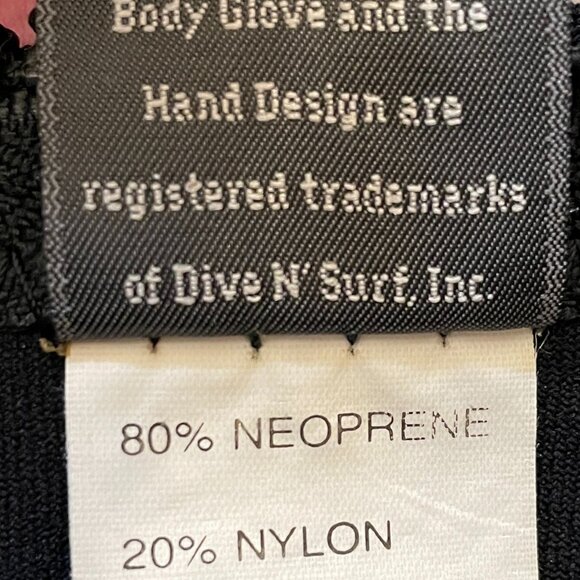 Body Glove and the
Hand Design are
registered trademarks
of Dive N' Surf, Inc.
80% NEOPRENE
20% NYLON